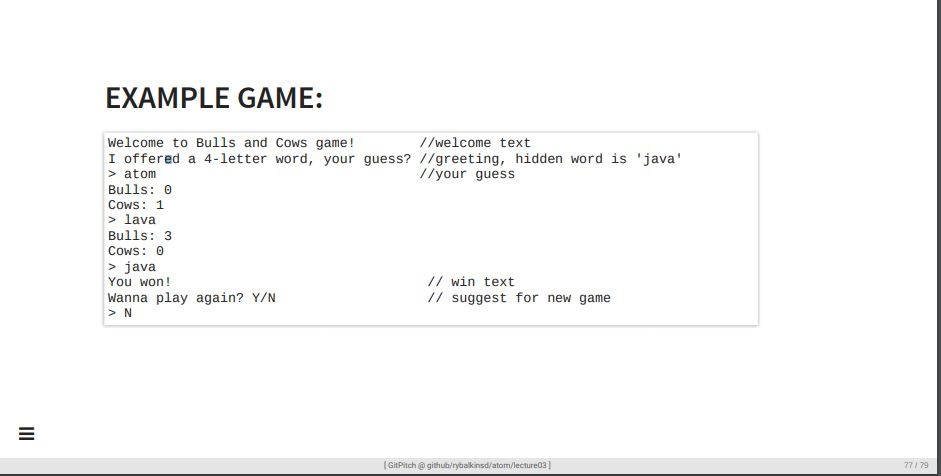 EXAMPLE GAME:
Welcome to Bulls and Cows game!        //welcome text
I offered a 4-letter word, your guess? //greeting, hidden word is 'java'
> atom                                 //your guess
Bulls: 0
Cows: 1
> lava
Bulls: 3
Cows: 0
> java
You won!                                // win text
Wanna play again? Y/N                   // suggest for new game
> N
[ GitPitch @ github/rybalkinsd/atom/lecture03 ]
77 / 79